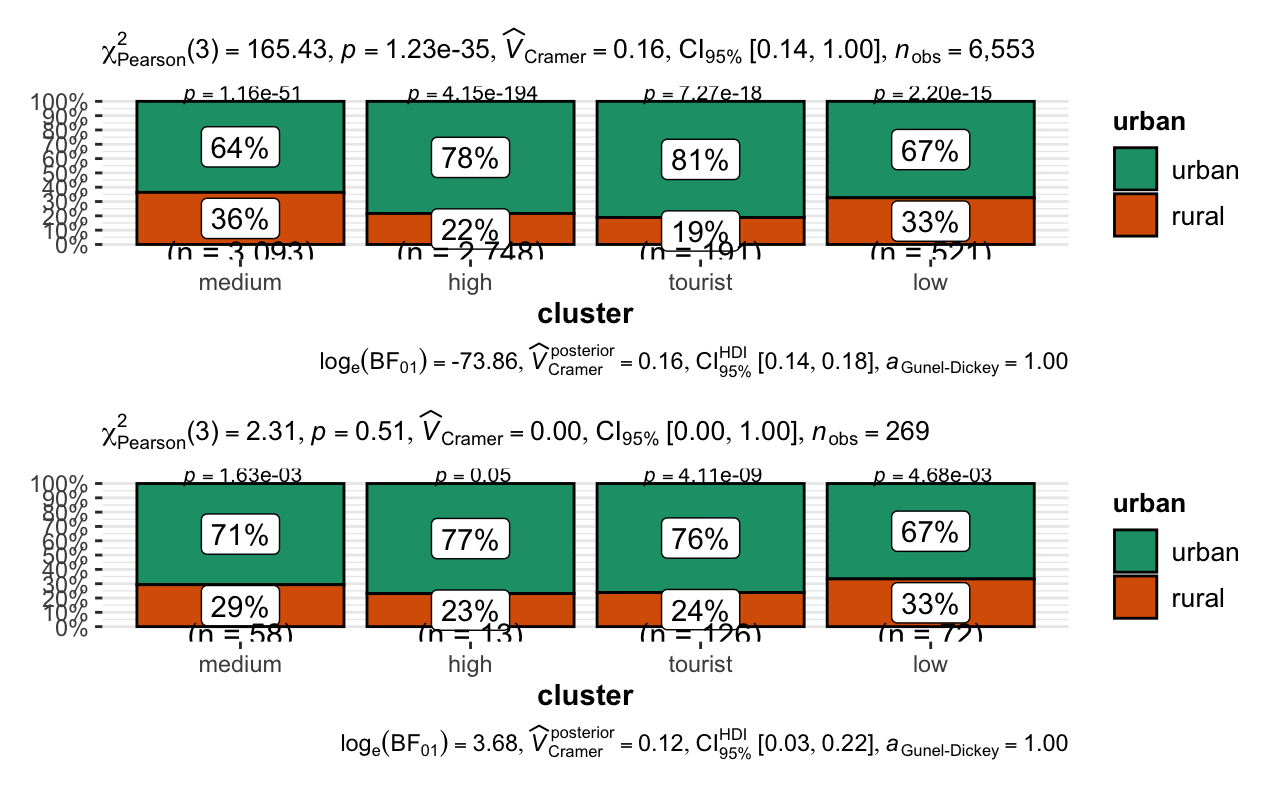 χ²Pearson(3) = 165.43, p = 1.23e-35, V̂Cramer = 0.16, CI95% [0.14, 1.00], nobs = 6,553
p = 1.16e-51 p = 4.15e-194 p = 7.27e-18 p = 2.20e-15
100%
90%
80%
70%
60%
50%
40%
30%
20%
10%
0%
64% 78% 81% 67%
36% 22% 19% 33%
(n = 3,093) (n = 2,748) (n = 191) (n = 521)
medium high tourist low
cluster
urban
urban
rural
loge(BF01) = -73.86, V̂posteriorCramer = 0.16, CIHDI95% [0.14, 0.18], aGunel-Dickey = 1.00
χ²Pearson(3) = 2.31, p = 0.51, V̂Cramer = 0.00, CI95% [0.00, 1.00], nobs = 269
p = 1.63e-03 p = 0.05 p = 4.11e-09 p = 4.68e-03
100%
90%
80%
70%
60%
50%
40%
30%
20%
10%
0%
71% 77% 76% 67%
29% 23% 24% 33%
(n = 58) (n = 13) (n = 126) (n = 72)
medium high tourist low
cluster
urban
urban
rural
loge(BF01) = 3.68, V̂posteriorCramer = 0.12, CIHDI95% [0.03, 0.22], aGunel-Dickey = 1.00